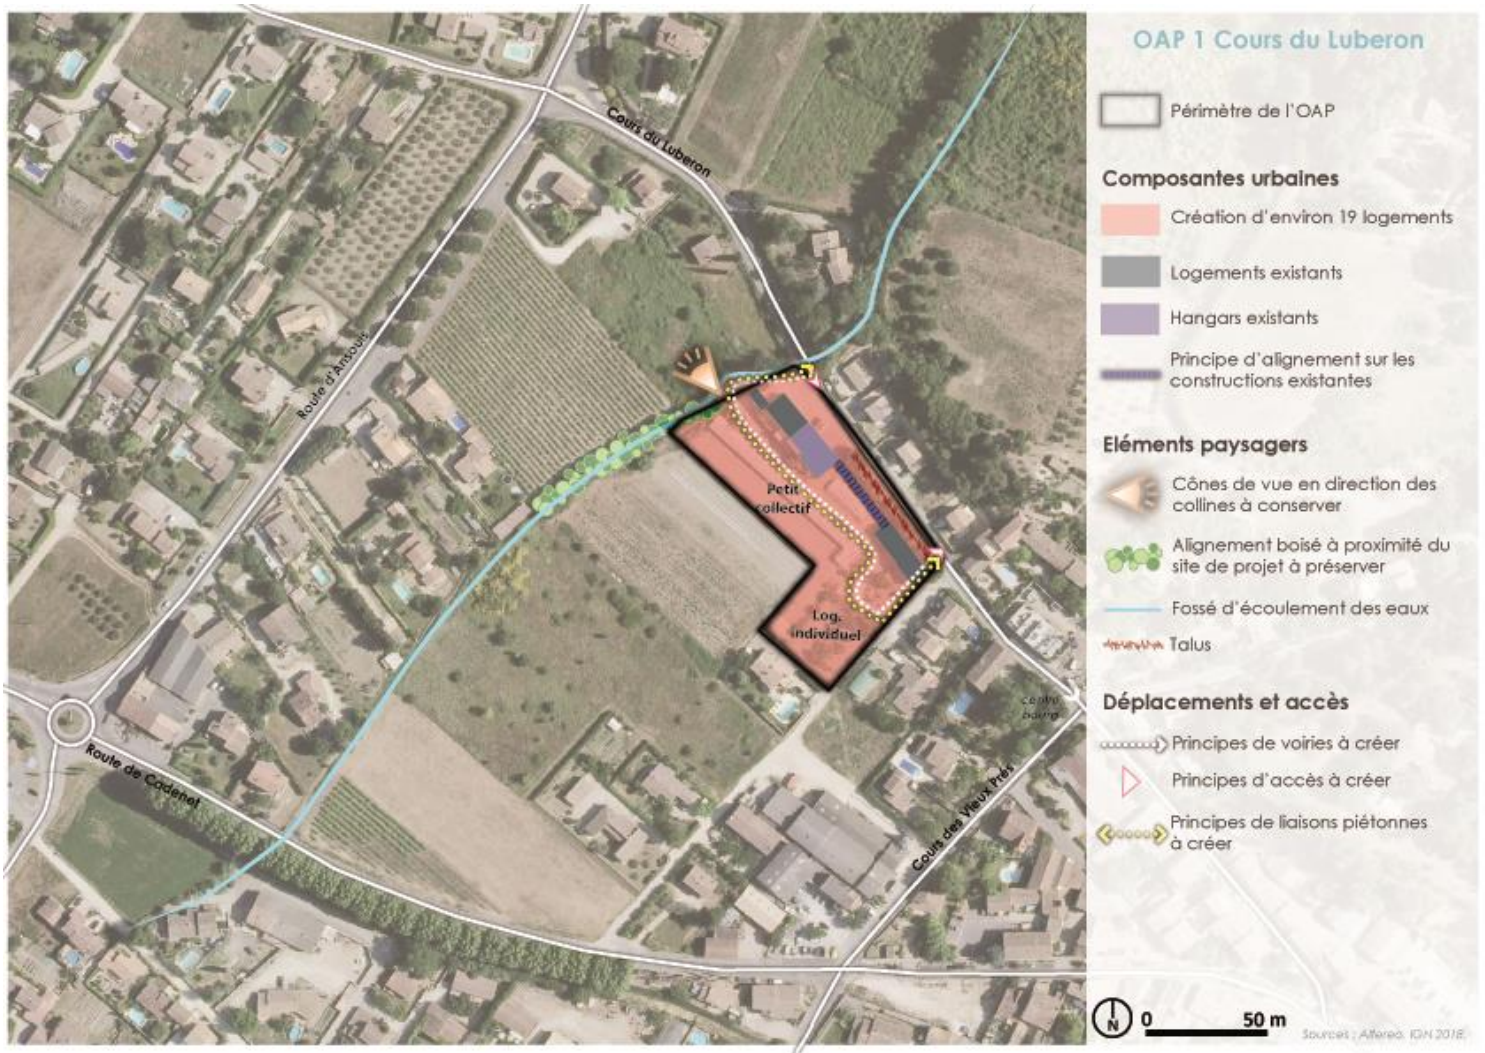 OAP 1 Cours du Luberon
Périmètre de l'OAP
Composantes urbaines
Création d'environ 19 logements
Logements existants
Hangars existants
Principe d'alignement sur les
constructions existantes
Eléments paysagers
Cônes de vue en direction des
collines à conserver
Alignement boisé à proximité du
site de projet à préserver
Fossé d'écoulement des eaux
Talus
Déplacements et accès
Principes de voiries à créer
Principes d'accès à créer
Principes de liaisons piétonnes
à créer
N
0 50 m
Sources : Altereo, IGN 2018.
Cours du Luberon
Route d'Ansouis
Petit
collectif
Log.
individuel
Centre
bourg
Route de Cadenet
Cours des Vieux Prés